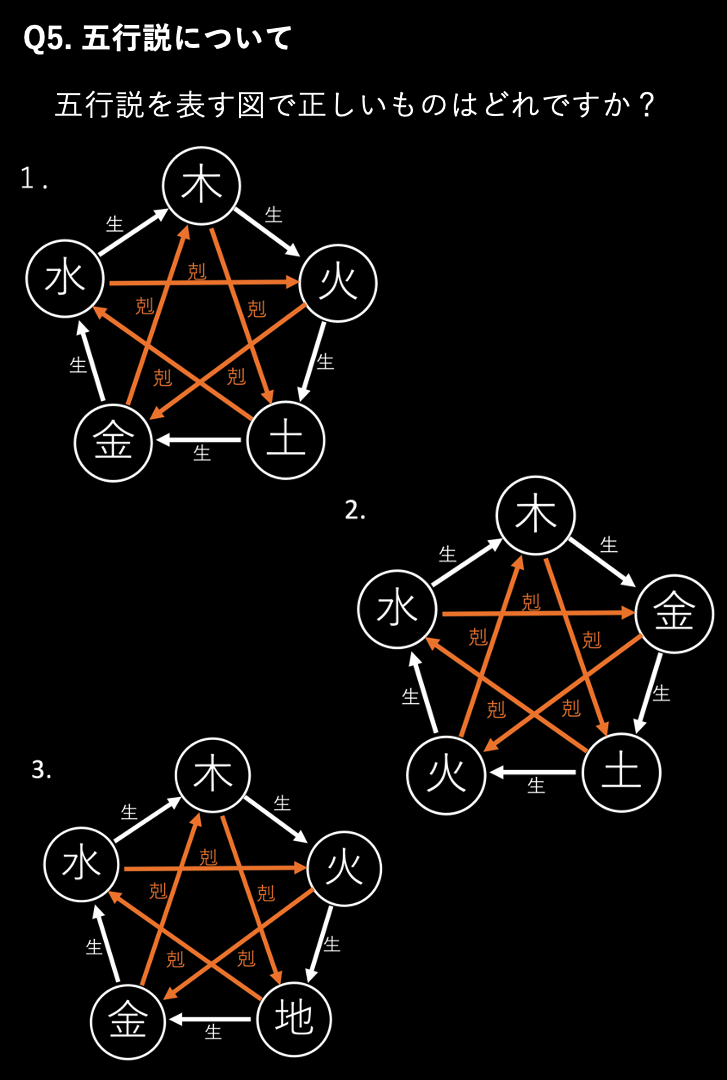 Q5. 五行説について
五行説を表す図で正しいものはどれですか？
1.
木
生
生
水
剋
火
剋
剋
生
剋
剋
生
金
土
生
2.
木
生
生
水
剋
金
剋
剋
生
剋
剋
生
火
土
生
3.
木
生
生
水
剋
火
剋
剋
生
剋
剋
生
金
地
生